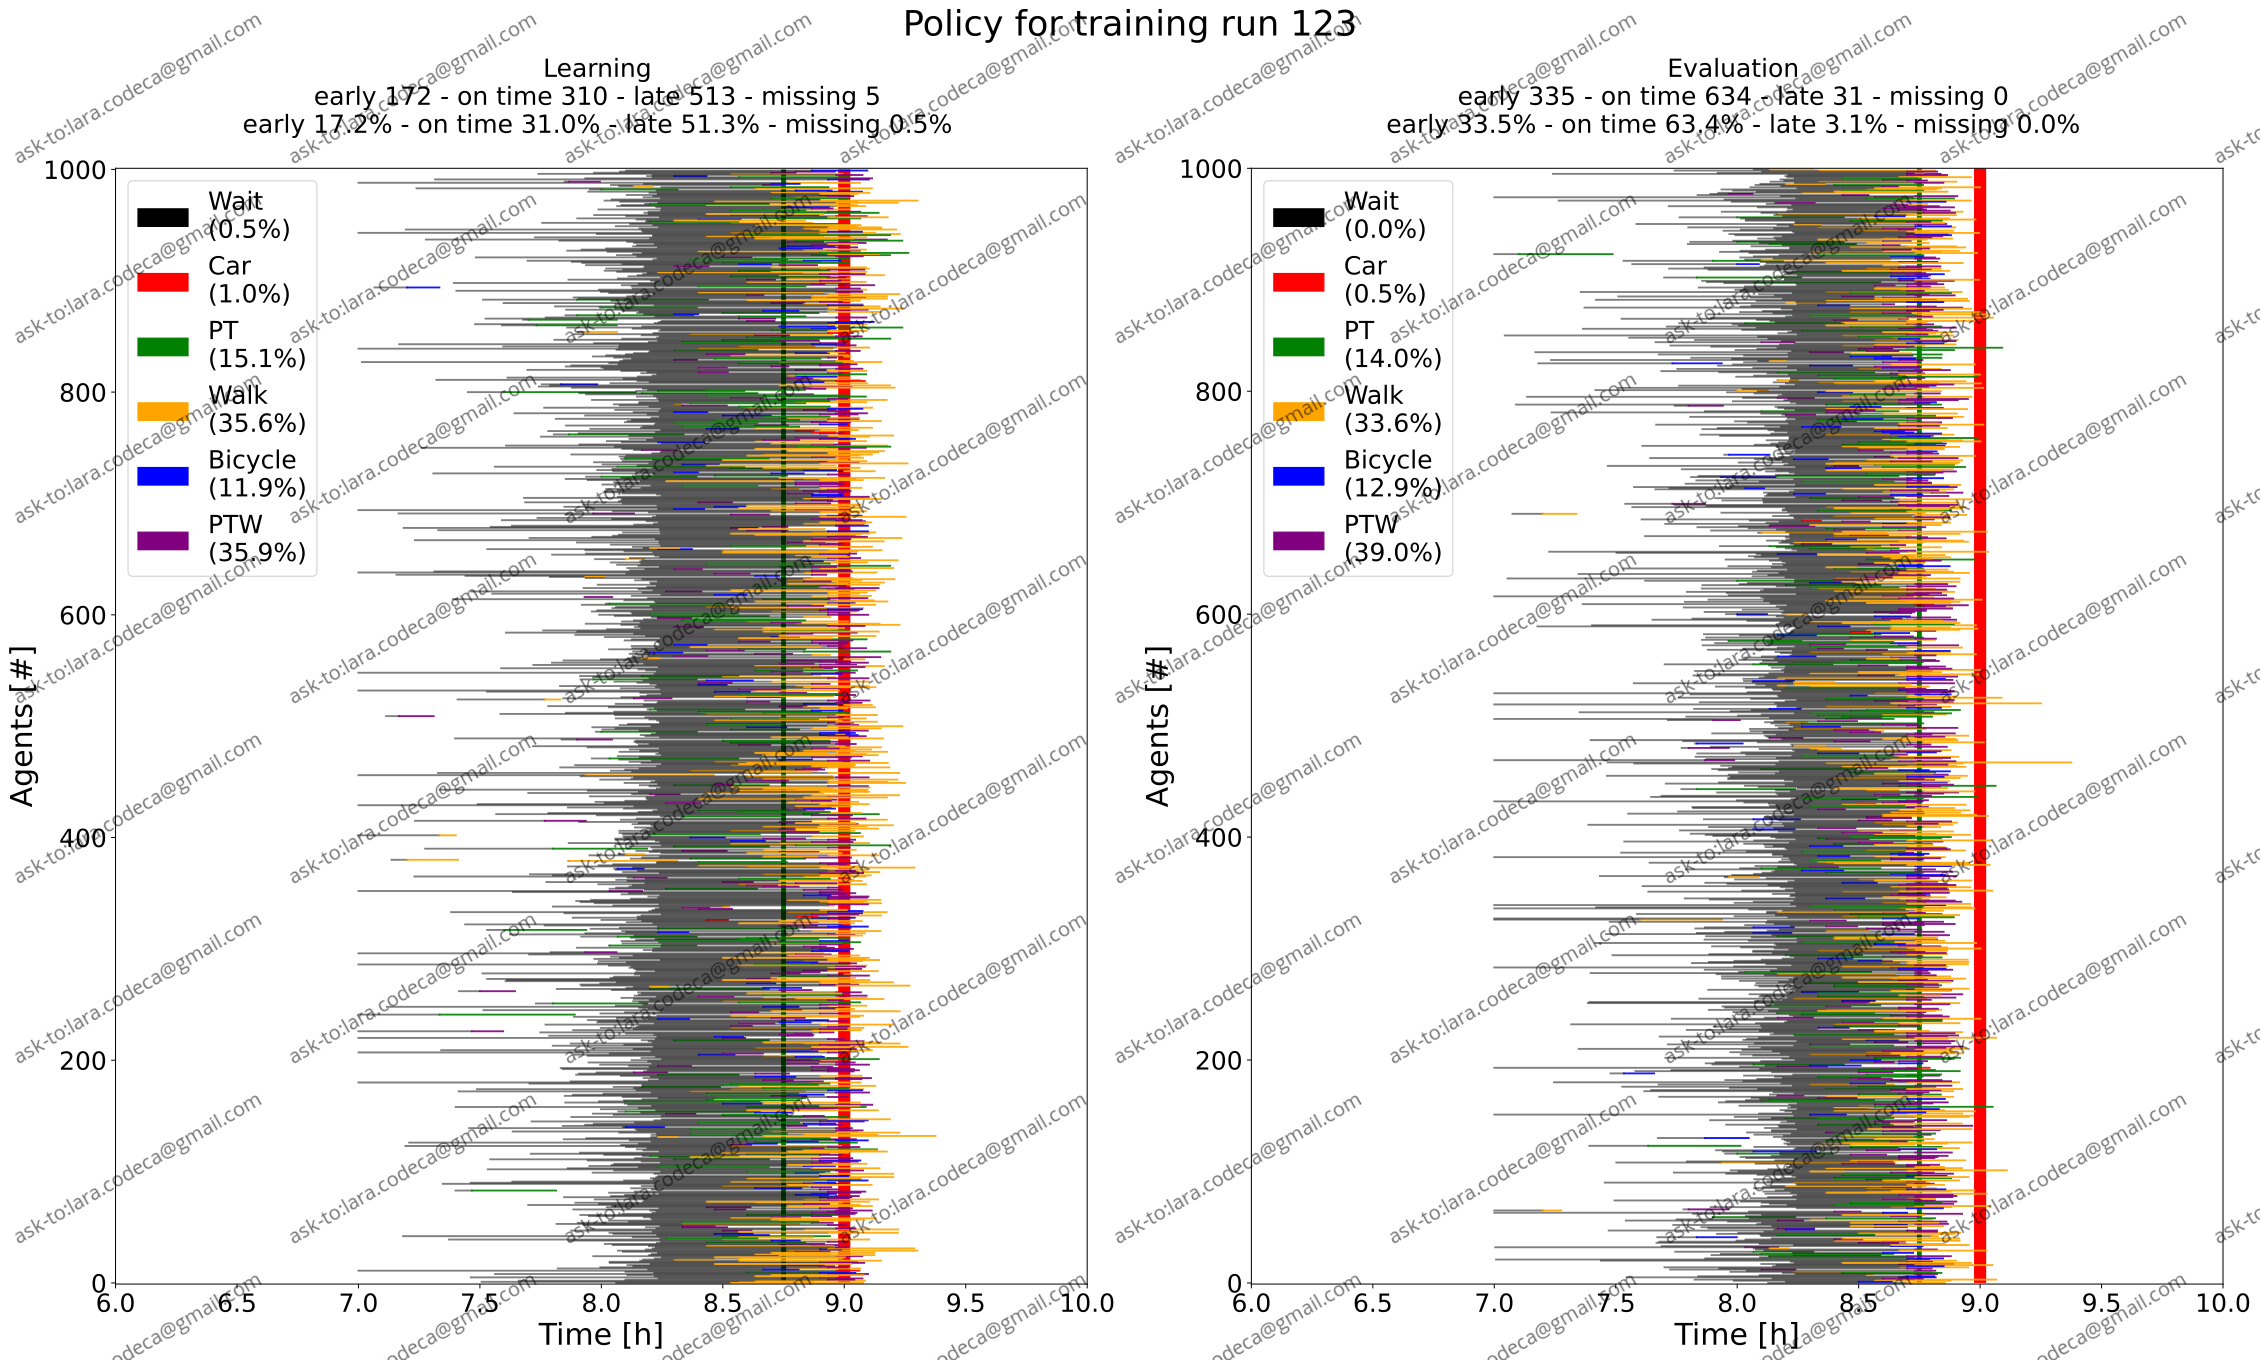 Policy for training run 123
Learning
early 172 - on time 310 - late 513 - missing 5
early 17.2% - on time 31.0% - late 51.3% - missing 0.5%
1000
800
600
400
200
0
Agents [#]
Wait
(0.5%)
Car
(1.0%)
PT
(15.1%)
Walk
(35.6%)
Bicycle
(11.9%)
PTW
(35.9%)
6.0 6.5 7.0 7.5 8.0 8.5 9.0 9.5 10.0
Time [h]
Evaluation
early 335 - on time 634 - late 31 - missing 0
early 33.5% - on time 63.4% - late 3.1% - missing 0.0%
1000
800
600
400
200
0
Agents [#]
Wait
(0.0%)
Car
(0.5%)
PT
(14.0%)
Walk
(33.6%)
Bicycle
(12.9%)
PTW
(39.0%)
6.0 6.5 7.0 7.5 8.0 8.5 9.0 9.5 10.0
Time [h]
ask-to:lara.codeca@gmail.com